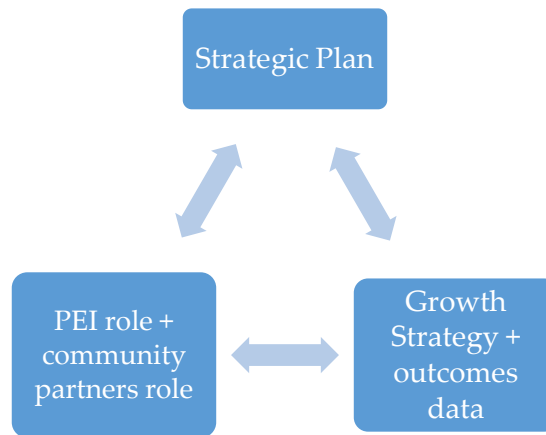 Strategic Plan
PEI role +
community
partners role
Growth
Strategy +
outcomes
data